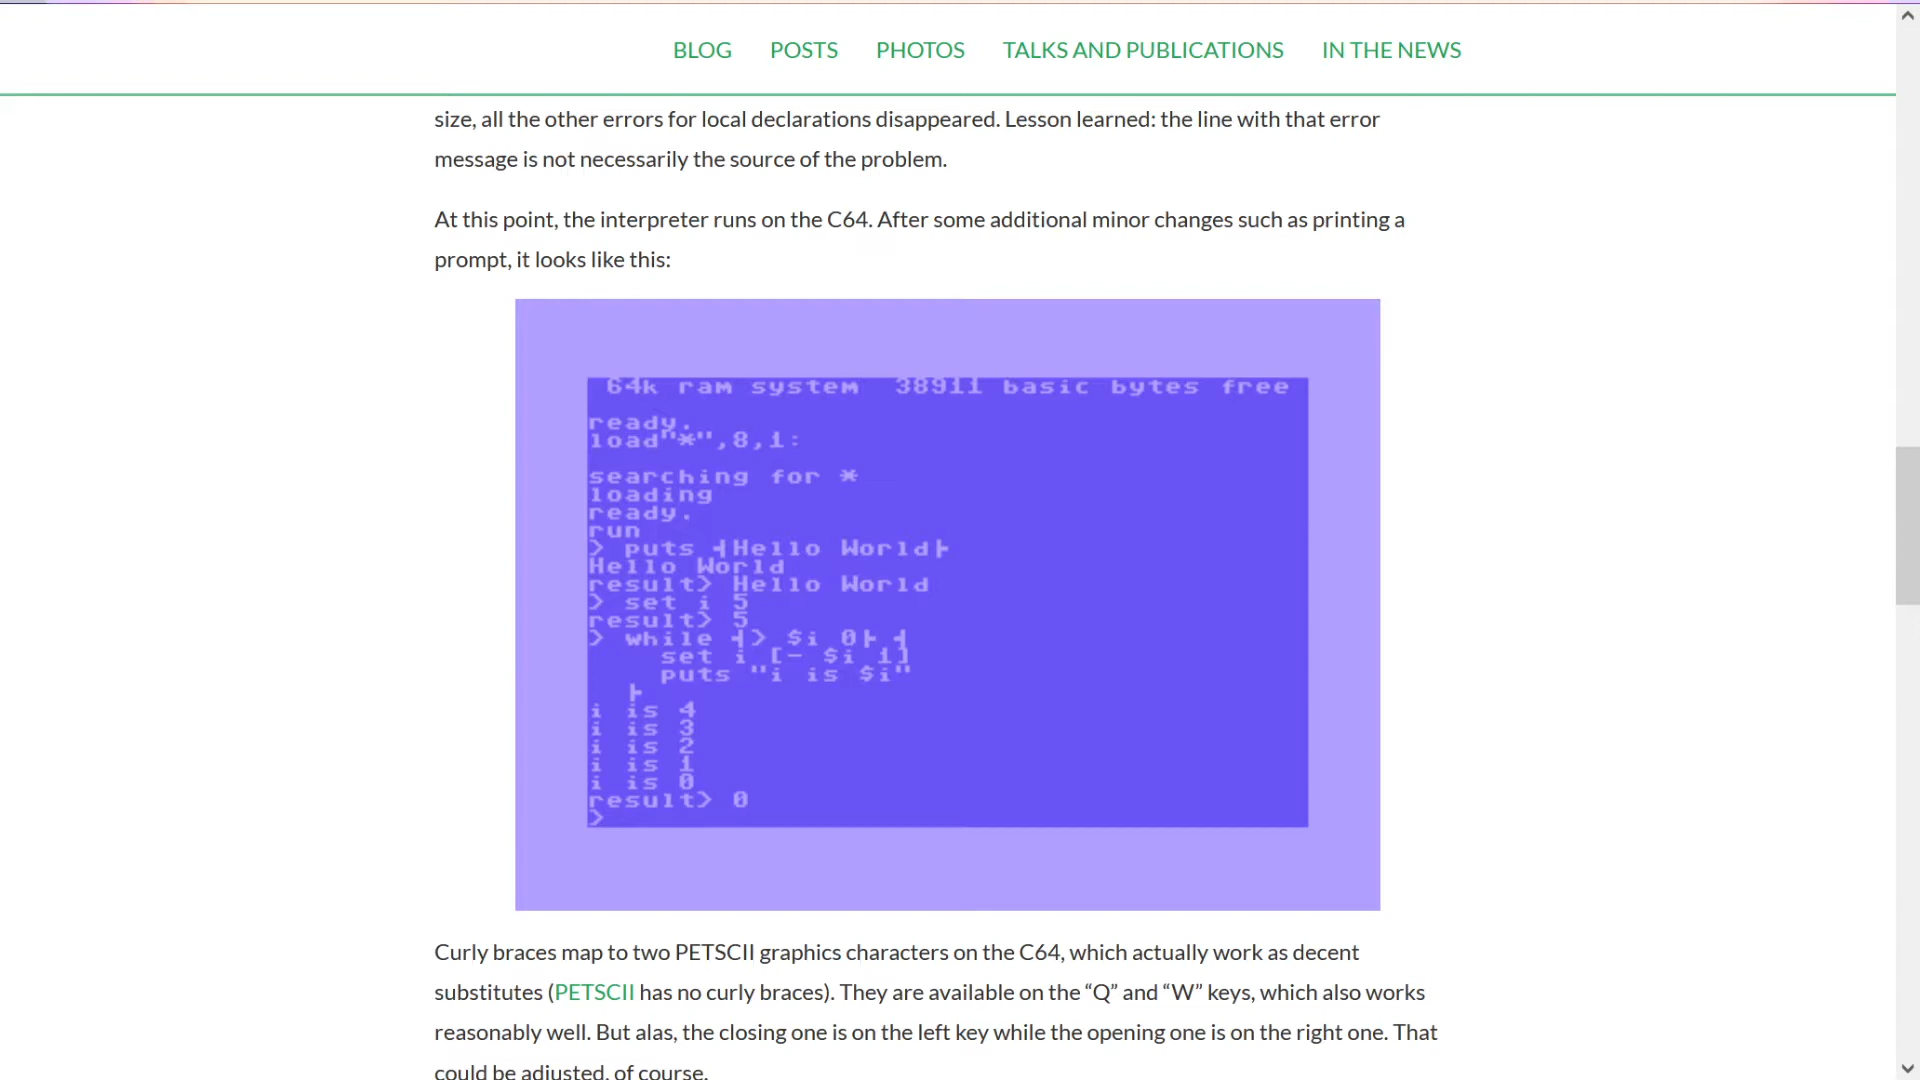 BLOG POSTS PHOTOS TALKS AND PUBLICATIONS IN THE NEWS
size, all the other errors for local declarations disappeared. Lesson learned: the line with that error
message is not necessarily the source of the problem.
At this point, the interpreter runs on the C64. After some additional minor changes such as printing a
prompt, it looks like this:
64k ram system  38911 basic bytes free
ready.
load"*",8,1:
searching for *
loading
ready.
run
> puts ┤Hello World├
Hello World
result> Hello World
> set i 5
result> 5
> while ┤> $i 0├ ┤
set i [- $i 1]
puts "i is $i"
├
i is 4
i is 3
i is 2
i is 1
i is 0
result> 0
>
Curly braces map to two PETSCII graphics characters on the C64, which actually work as decent
substitutes (PETSCII has no curly braces). They are available on the “Q” and “W” keys, which also works
reasonably well. But alas, the closing one is on the left key while the opening one is on the right one. That
could be adjusted, of course.